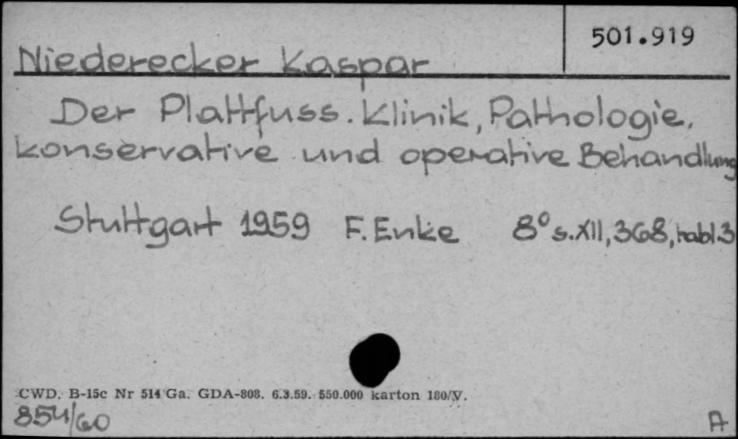 501.919
Niederecker Kaspar
Der Plattfuss. Klinik, Pathologie,
konservative und operative Behandlung
Stuttgart 1959 F. Enke 8° s. XII, 368, tabl. 3
CWD. B-15c Nr 514 Ga. GDA-808. 6.3.59. 550.000 karton 180/V.
854/60
A